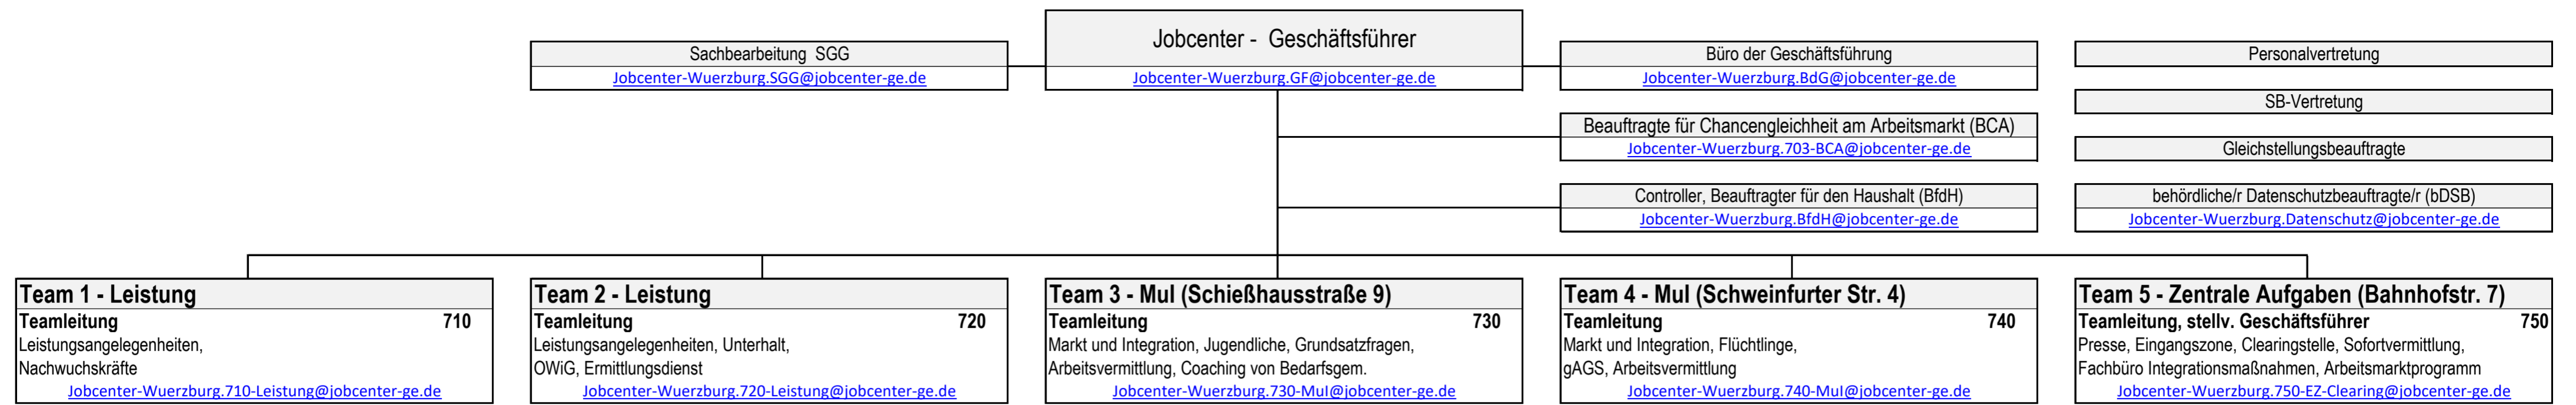 Jobcenter - Geschäftsführer
Jobcenter-Wuerzburg.GF@jobcenter-ge.de
Sachbearbeitung SGG
Jobcenter-Wuerzburg.SGG@jobcenter-ge.de
Büro der Geschäftsführung
Jobcenter-Wuerzburg.BdG@jobcenter-ge.de
Personalvertretung
SB-Vertretung
Beauftragte für Chancengleichheit am Arbeitsmarkt (BCA)
Jobcenter-Wuerzburg.703-BCA@jobcenter-ge.de
Gleichstellungsbeauftragte
Controller, Beauftragter für den Haushalt (BfdH)
Jobcenter-Wuerzburg.BfdH@jobcenter-ge.de
behördliche/r Datenschutzbeauftragte/r (bDSB)
Jobcenter-Wuerzburg.Datenschutz@jobcenter-ge.de
Team 1 - Leistung
Teamleitung 710
Leistungsangelegenheiten,
Nachwuchskräfte
Jobcenter-Wuerzburg.710-Leistung@jobcenter-ge.de
Team 2 - Leistung
Teamleitung 720
Leistungsangelegenheiten, Unterhalt,
OWiG, Ermittlungsdienst
Jobcenter-Wuerzburg.720-Leistung@jobcenter-ge.de
Team 3 - MuI (Schießhausstraße 9)
Teamleitung 730
Markt und Integration, Jugendliche, Grundsatzfragen,
Arbeitsvermittlung, Coaching von Bedarfsgem.
Jobcenter-Wuerzburg.730-MuI@jobcenter-ge.de
Team 4 - MuI (Schweinfurter Str. 4)
Teamleitung 740
Markt und Integration, Flüchtlinge,
gAGS, Arbeitsvermittlung
Jobcenter-Wuerzburg.740-MuI@jobcenter-ge.de
Team 5 - Zentrale Aufgaben (Bahnhofstr. 7)
Teamleitung, stellv. Geschäftsführer 750
Presse, Eingangszone, Clearingstelle, Sofortvermittlung,
Fachbüro Integrationsmaßnahmen, Arbeitsmarktprogramm
Jobcenter-Wuerzburg.750-EZ-Clearing@jobcenter-ge.de